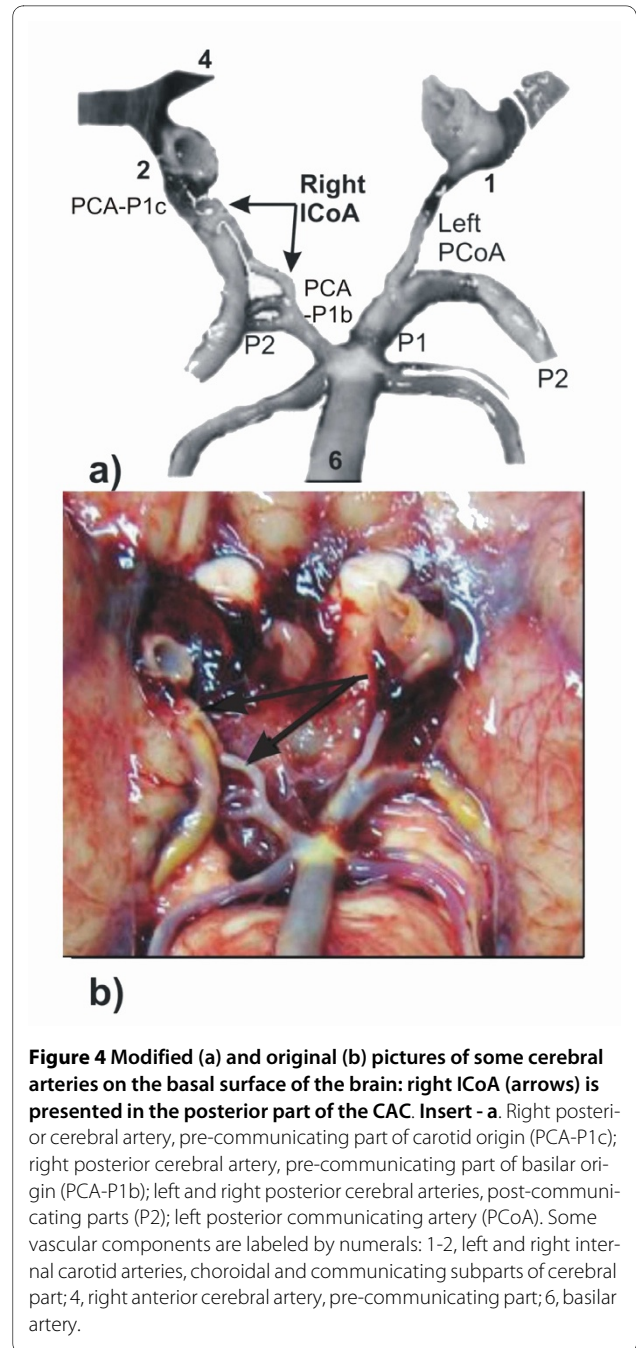 4
2
1
Right
ICoA
PCA-P1c
Left
PCoA
PCA
-P1b
P2
P1
P2
6
a)
b)
Figure 4 Modified (a) and original (b) pictures of some cerebral
arteries on the basal surface of the brain: right ICoA (arrows) is
presented in the posterior part of the CAC. Insert - a. Right posteri-
or cerebral artery, pre-communicating part of carotid origin (PCA-P1c);
right posterior cerebral artery, pre-communicating part of basilar ori-
gin (PCA-P1b); left and right posterior cerebral arteries, post-communi-
cating parts (P2); left posterior communicating artery (PCoA). Some
vascular components are labeled by numerals: 1-2, left and right inter-
nal carotid arteries, choroidal and communicating subparts of cerebral
part; 4, right anterior cerebral artery, pre-communicating part; 6, basilar
artery.